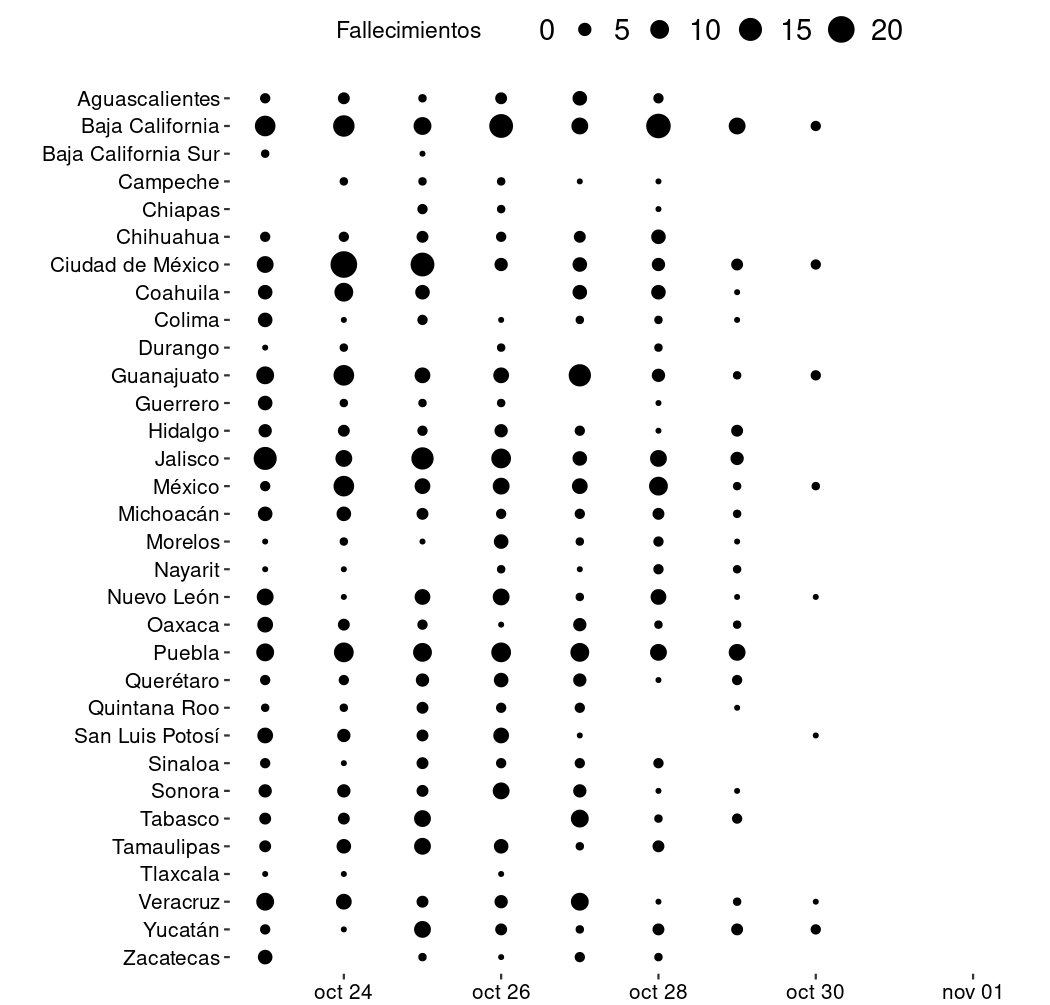 Fallecimientos 0 5 10 15 20
Aguascalientes
Baja California
Baja California Sur
Campeche
Chiapas
Chihuahua
Ciudad de México
Coahuila
Colima
Durango
Guanajuato
Guerrero
Hidalgo
Jalisco
México
Michoacán
Morelos
Nayarit
Nuevo León
Oaxaca
Puebla
Querétaro
Quintana Roo
San Luis Potosí
Sinaloa
Sonora
Tabasco
Tamaulipas
Tlaxcala
Veracruz
Yucatán
Zacatecas
oct 24 oct 26 oct 28 oct 30 nov 01